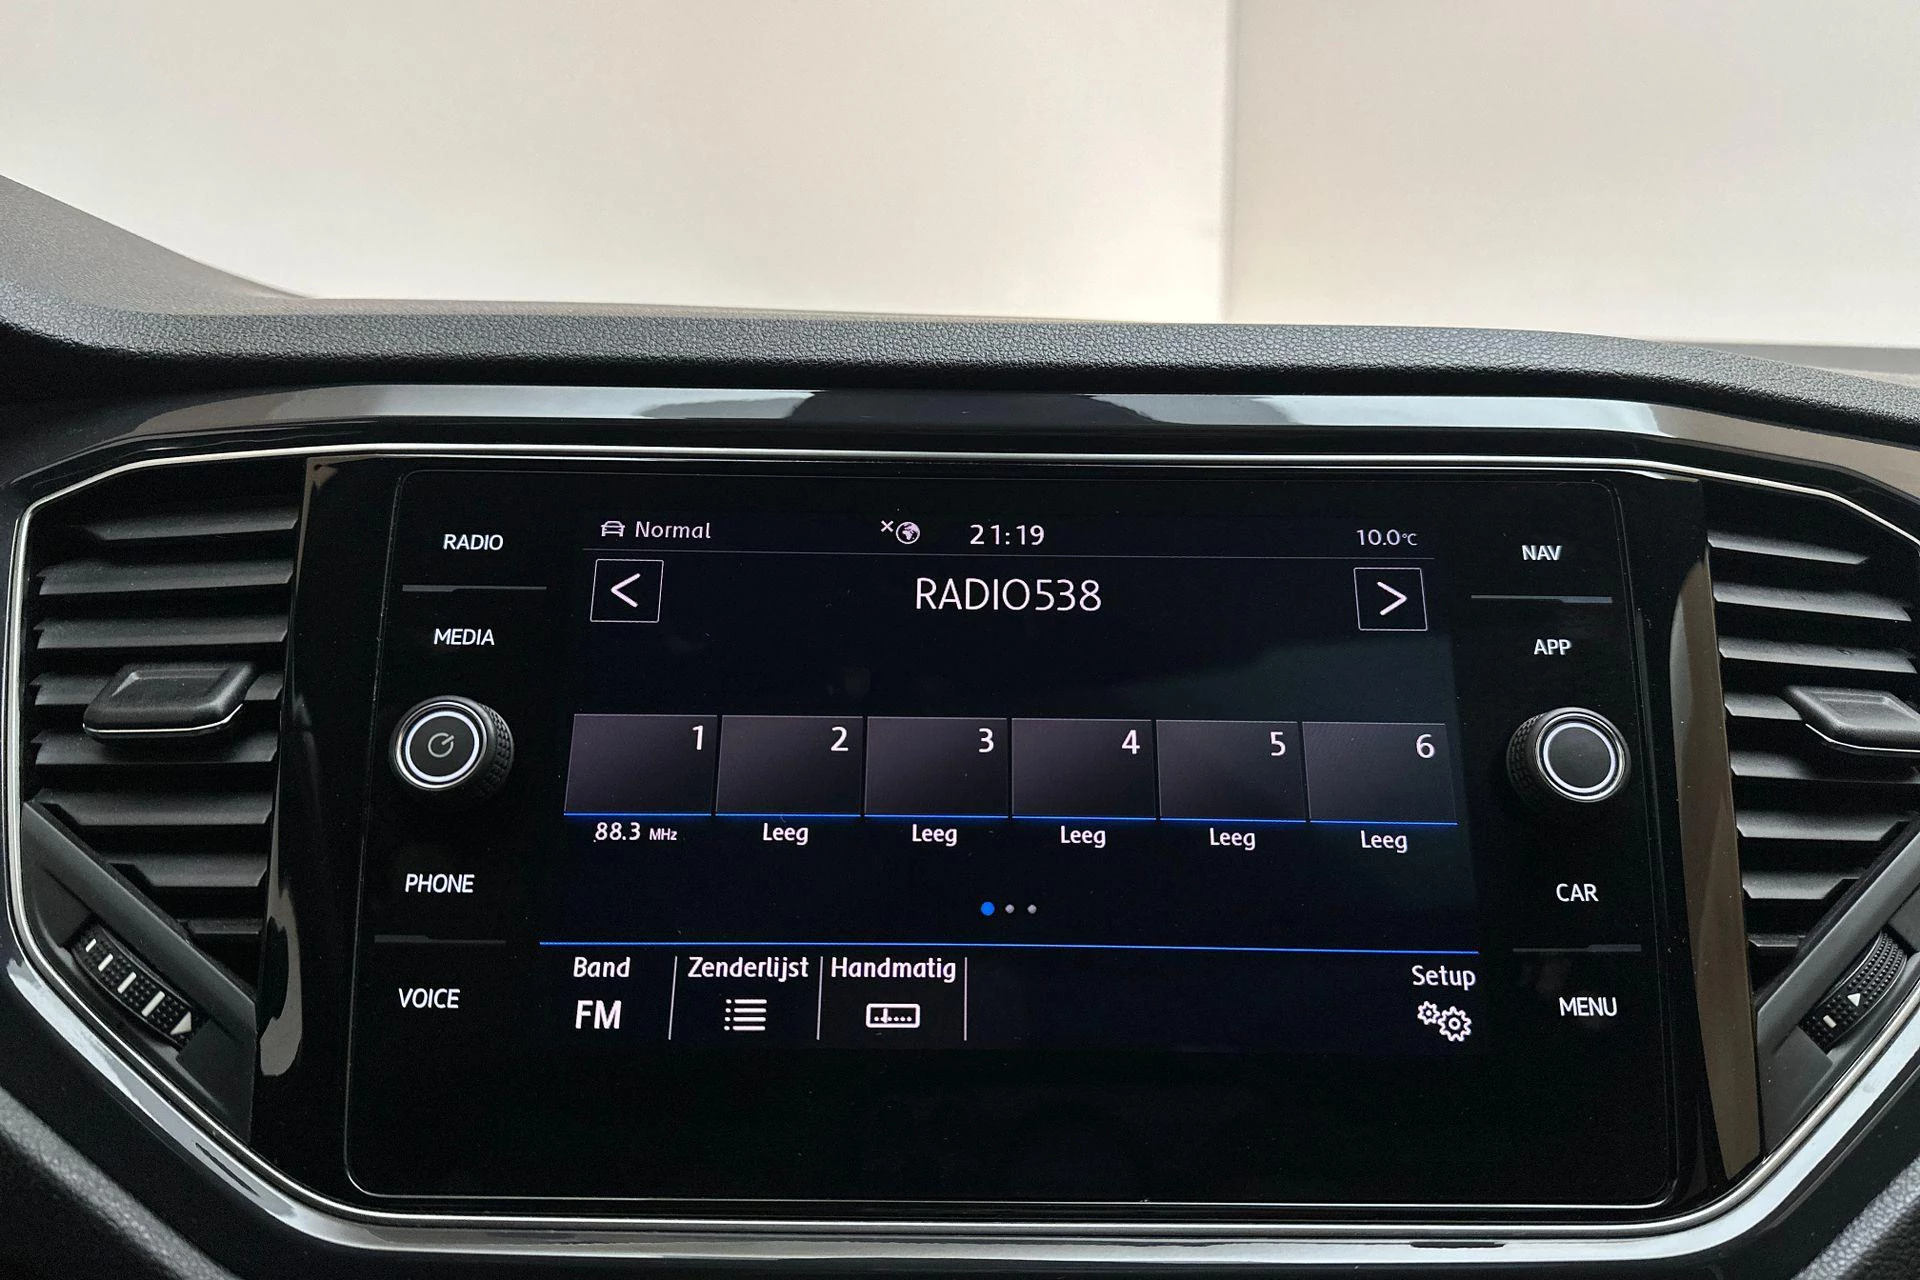 Normal 21:19 10.0°C
RADIO
NAV
< RADIO538 >
MEDIA
APP
1 2 3 4 5 6
88.3 MHz Leeg Leeg Leeg Leeg Leeg
PHONE
CAR
Band Zenderlijst Handmatig Setup
FM
VOICE
MENU